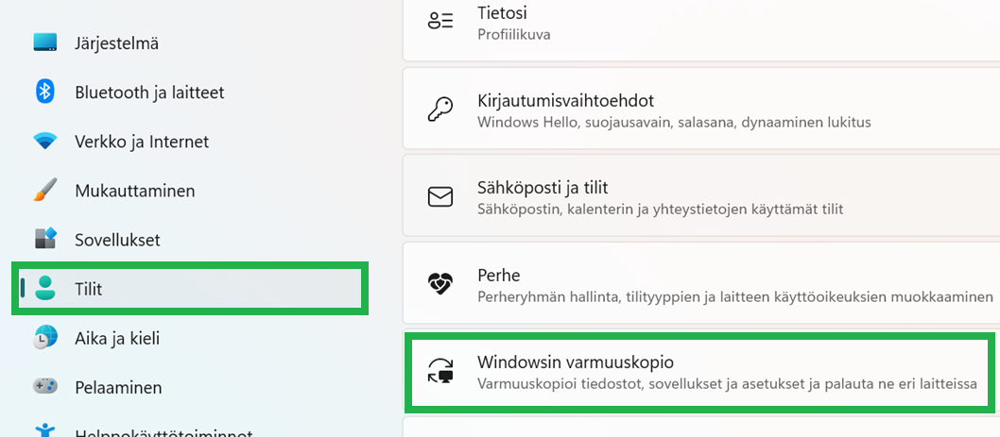 Järjestelmä
Bluetooth ja laitteet
Verkko ja Internet
Mukauttaminen
Sovellukset
Tilit
Aika ja kieli
Pelaaminen
Helppokäyttötoiminnot
Tietosi
Profiilikuva
Kirjautumisvaihtoehdot
Windows Hello, suojausavain, salasana, dynaaminen lukitus
Sähköposti ja tilit
Sähköpostin, kalenterin ja yhteystietojen käyttämät tilit
Perhe
Perheryhmän hallinta, tilityyppien ja laitteen käyttöoikeuksien muokkaaminen
Windowsin varmuuskopio
Varmuuskopioi tiedostot, sovellukset ja asetukset ja palauta ne eri laitteissa